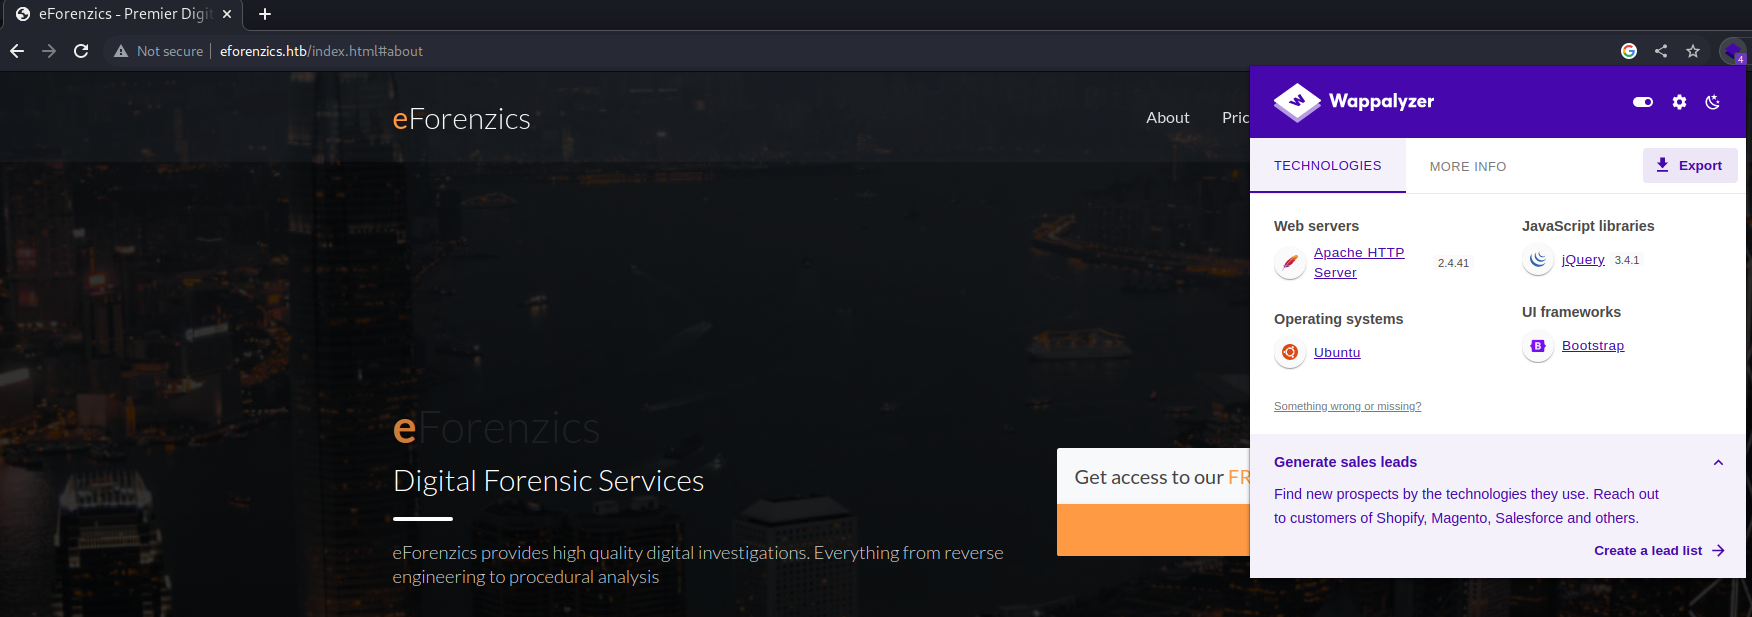 eForenzics - Premier Digit
Not secure
eforenzics.htb/index.html#about
4
eForenzics
About
Pric
Wappalyzer
TECHNOLOGIES
MORE INFO
Export
Web servers
Apache HTTP
Server
2.4.41
Operating systems
Ubuntu
JavaScript libraries
jQuery 3.4.1
UI frameworks
Bootstrap
Something wrong or missing?
Generate sales leads
Find new prospects by the technologies they use. Reach out
to customers of Shopify, Magento, Salesforce and others.
Create a lead list
eForenzics
Digital Forensic Services
eForenzics provides high quality digital investigations. Everything from reverse
engineering to procedural analysis
Get access to our FR